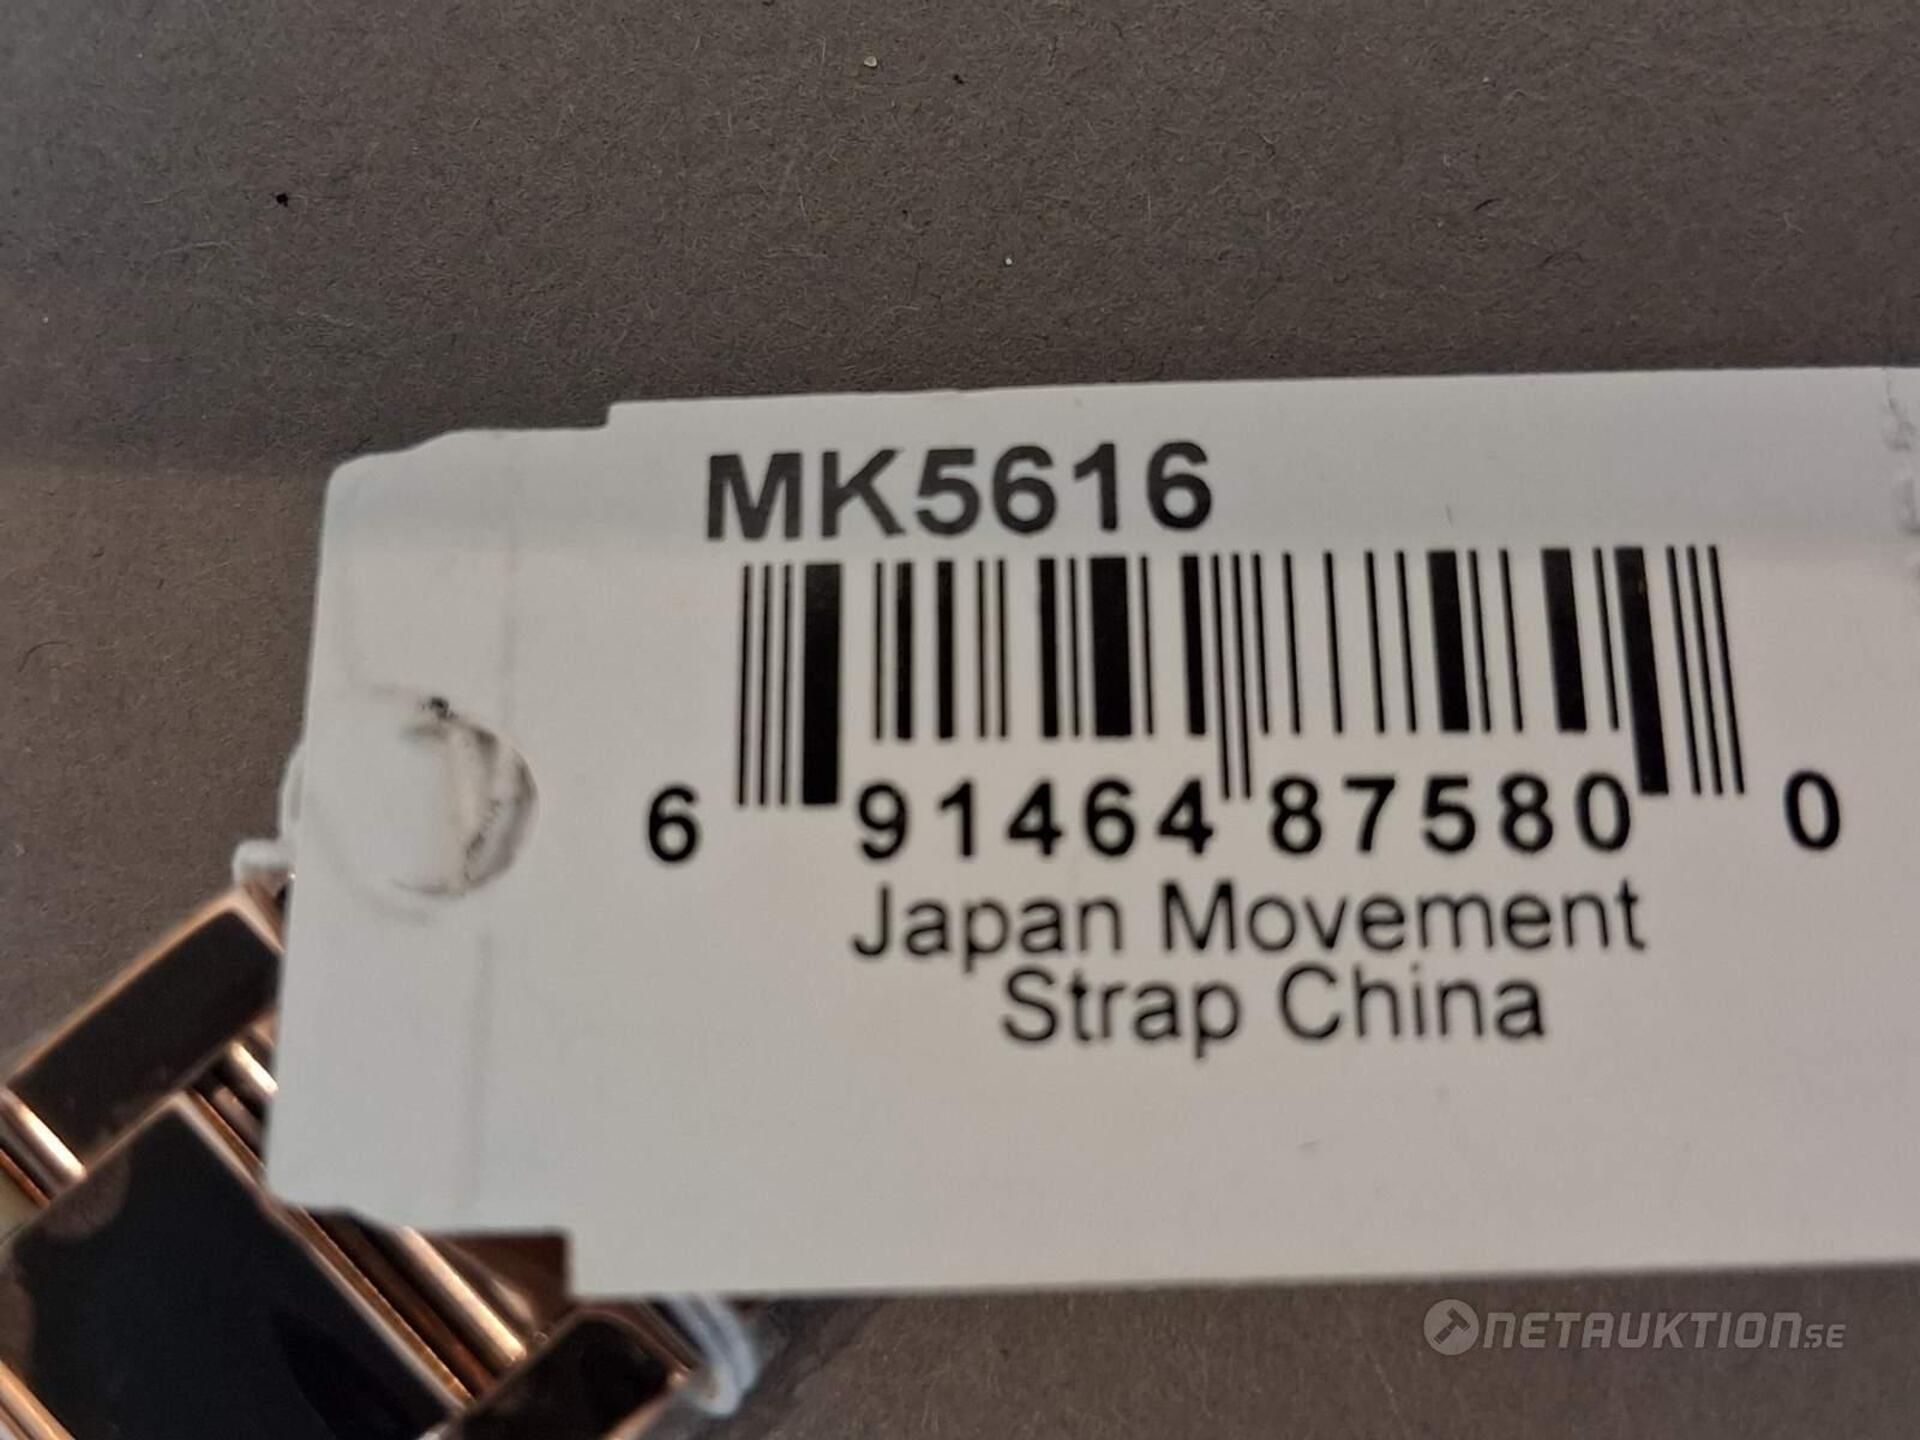 MK5616
6 91464 87580 0
Japan Movement
Strap China
NETAUKTION.SE